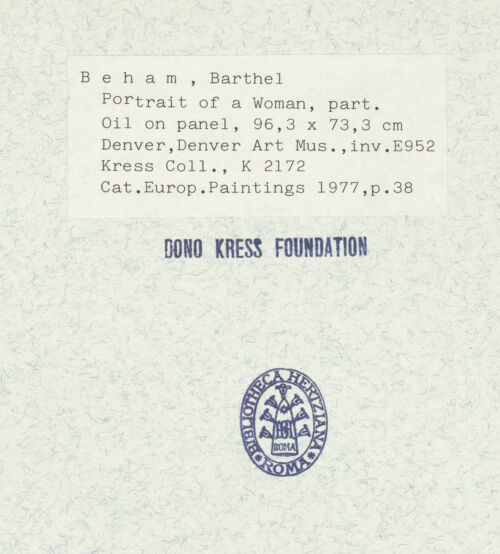 B e h a m , Barthel
Portrait of a Woman, part.
Oil on panel, 96,3 x 73,3 cm
Denver,Denver Art Mus.,inv.E952
Kress Coll., K 2172
Cat.Europ.Paintings 1977,p.38
DONO KRESS FOUNDATION
BIBLIOTHECA HERTZIANA
ROMA
ROMA